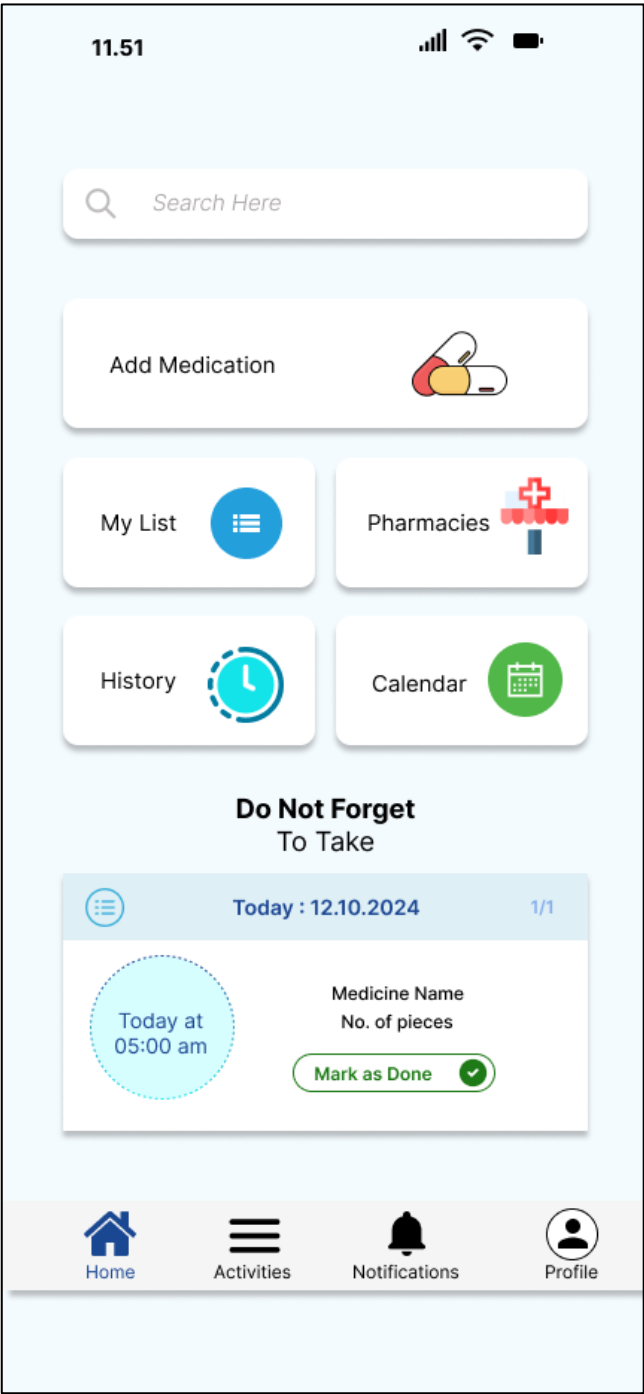 11.51
Search Here
Add Medication
My List
Pharmacies
History
Calendar
Do Not Forget
To Take
Today : 12.10.2024
1/1
Today at
05:00 am
Medicine Name
No. of pieces
Mark as Done
Home
Activities
Notifications
Profile